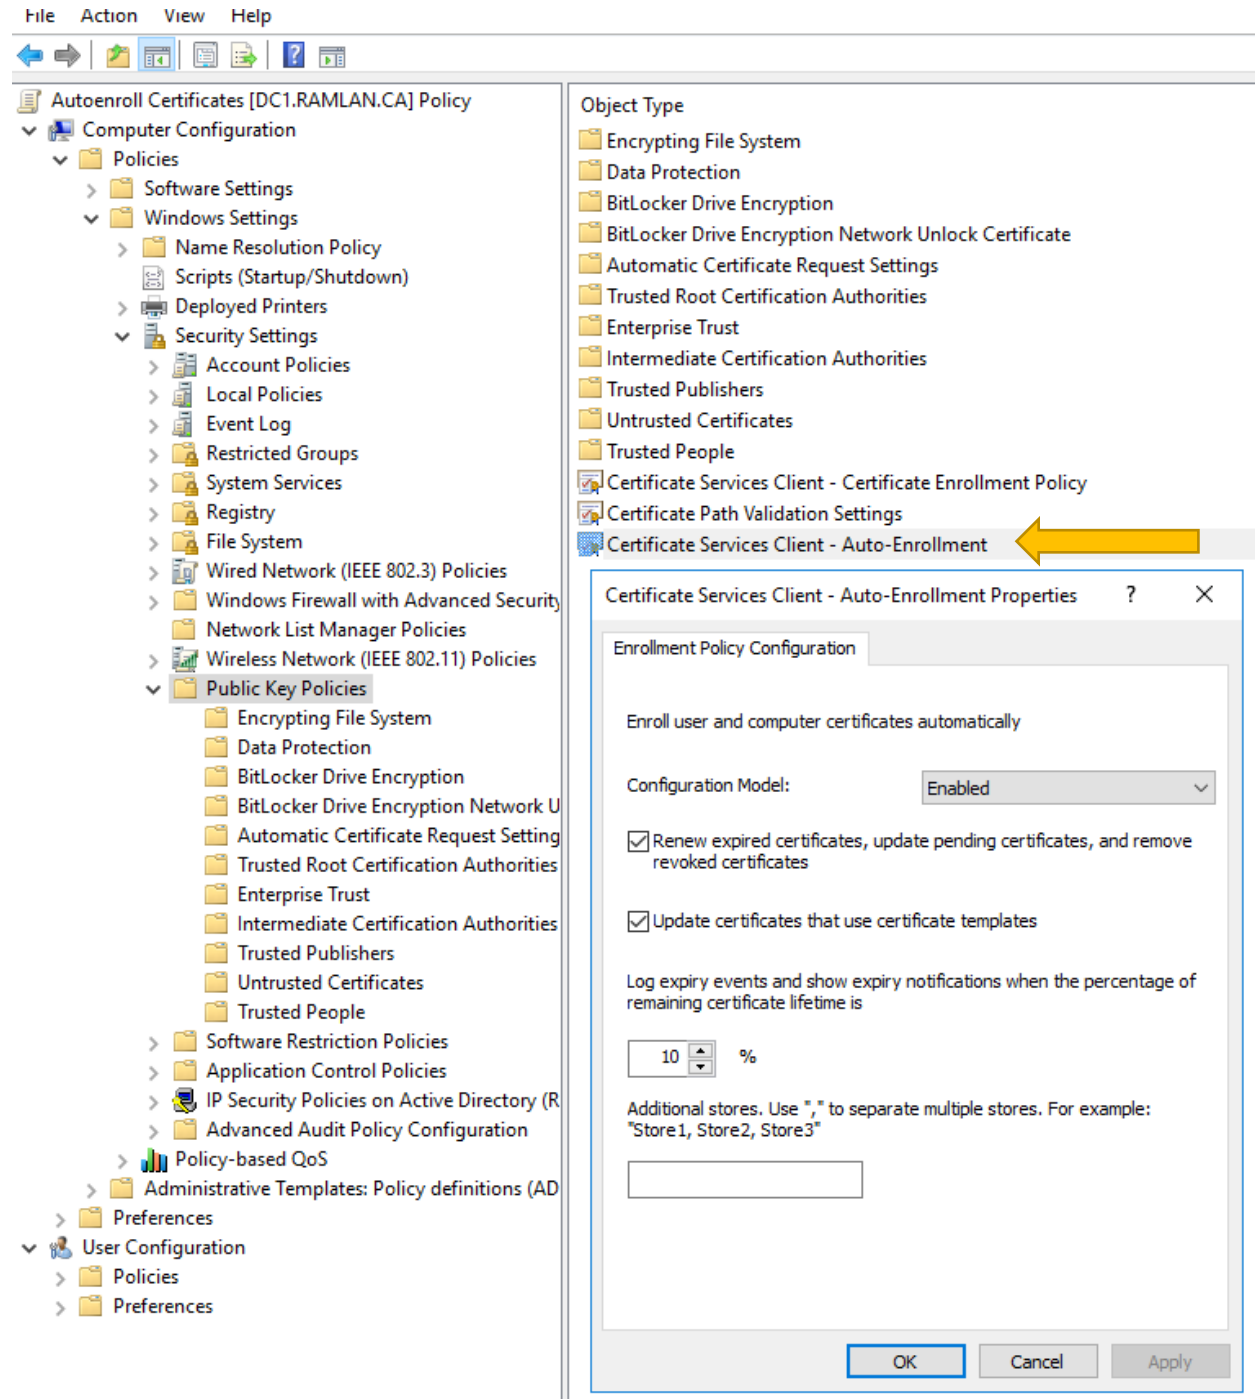 File Action View Help
Autoenroll Certificates [DC1.RAMLAN.CA] Policy
Computer Configuration
Policies
Software Settings
Windows Settings
Name Resolution Policy
Scripts (Startup/Shutdown)
Deployed Printers
Security Settings
Account Policies
Local Policies
Event Log
Restricted Groups
System Services
Registry
File System
Wired Network (IEEE 802.3) Policies
Windows Firewall with Advanced Security
Network List Manager Policies
Wireless Network (IEEE 802.11) Policies
Public Key Policies
Encrypting File System
Data Protection
BitLocker Drive Encryption
BitLocker Drive Encryption Network U
Automatic Certificate Request Setting
Trusted Root Certification Authorities
Enterprise Trust
Intermediate Certification Authorities
Trusted Publishers
Untrusted Certificates
Trusted People
Software Restriction Policies
Application Control Policies
IP Security Policies on Active Directory (R
Advanced Audit Policy Configuration
Policy-based QoS
Administrative Templates: Policy definitions (AD
Preferences
User Configuration
Policies
Preferences
Object Type
Encrypting File System
Data Protection
BitLocker Drive Encryption
BitLocker Drive Encryption Network Unlock Certificate
Automatic Certificate Request Settings
Trusted Root Certification Authorities
Enterprise Trust
Intermediate Certification Authorities
Trusted Publishers
Untrusted Certificates
Trusted People
Certificate Services Client - Certificate Enrollment Policy
Certificate Path Validation Settings
Certificate Services Client - Auto-Enrollment
Certificate Services Client - Auto-Enrollment Properties ?
Enrollment Policy Configuration
Enroll user and computer certificates automatically
Configuration Model: Enabled
Renew expired certificates, update pending certificates, and remove
revoked certificates
Update certificates that use certificate templates
Log expiry events and show expiry notifications when the percentage of
remaining certificate lifetime is
10 %
Additional stores. Use "," to separate multiple stores. For example:
"Store1, Store2, Store3"
OK Cancel Apply